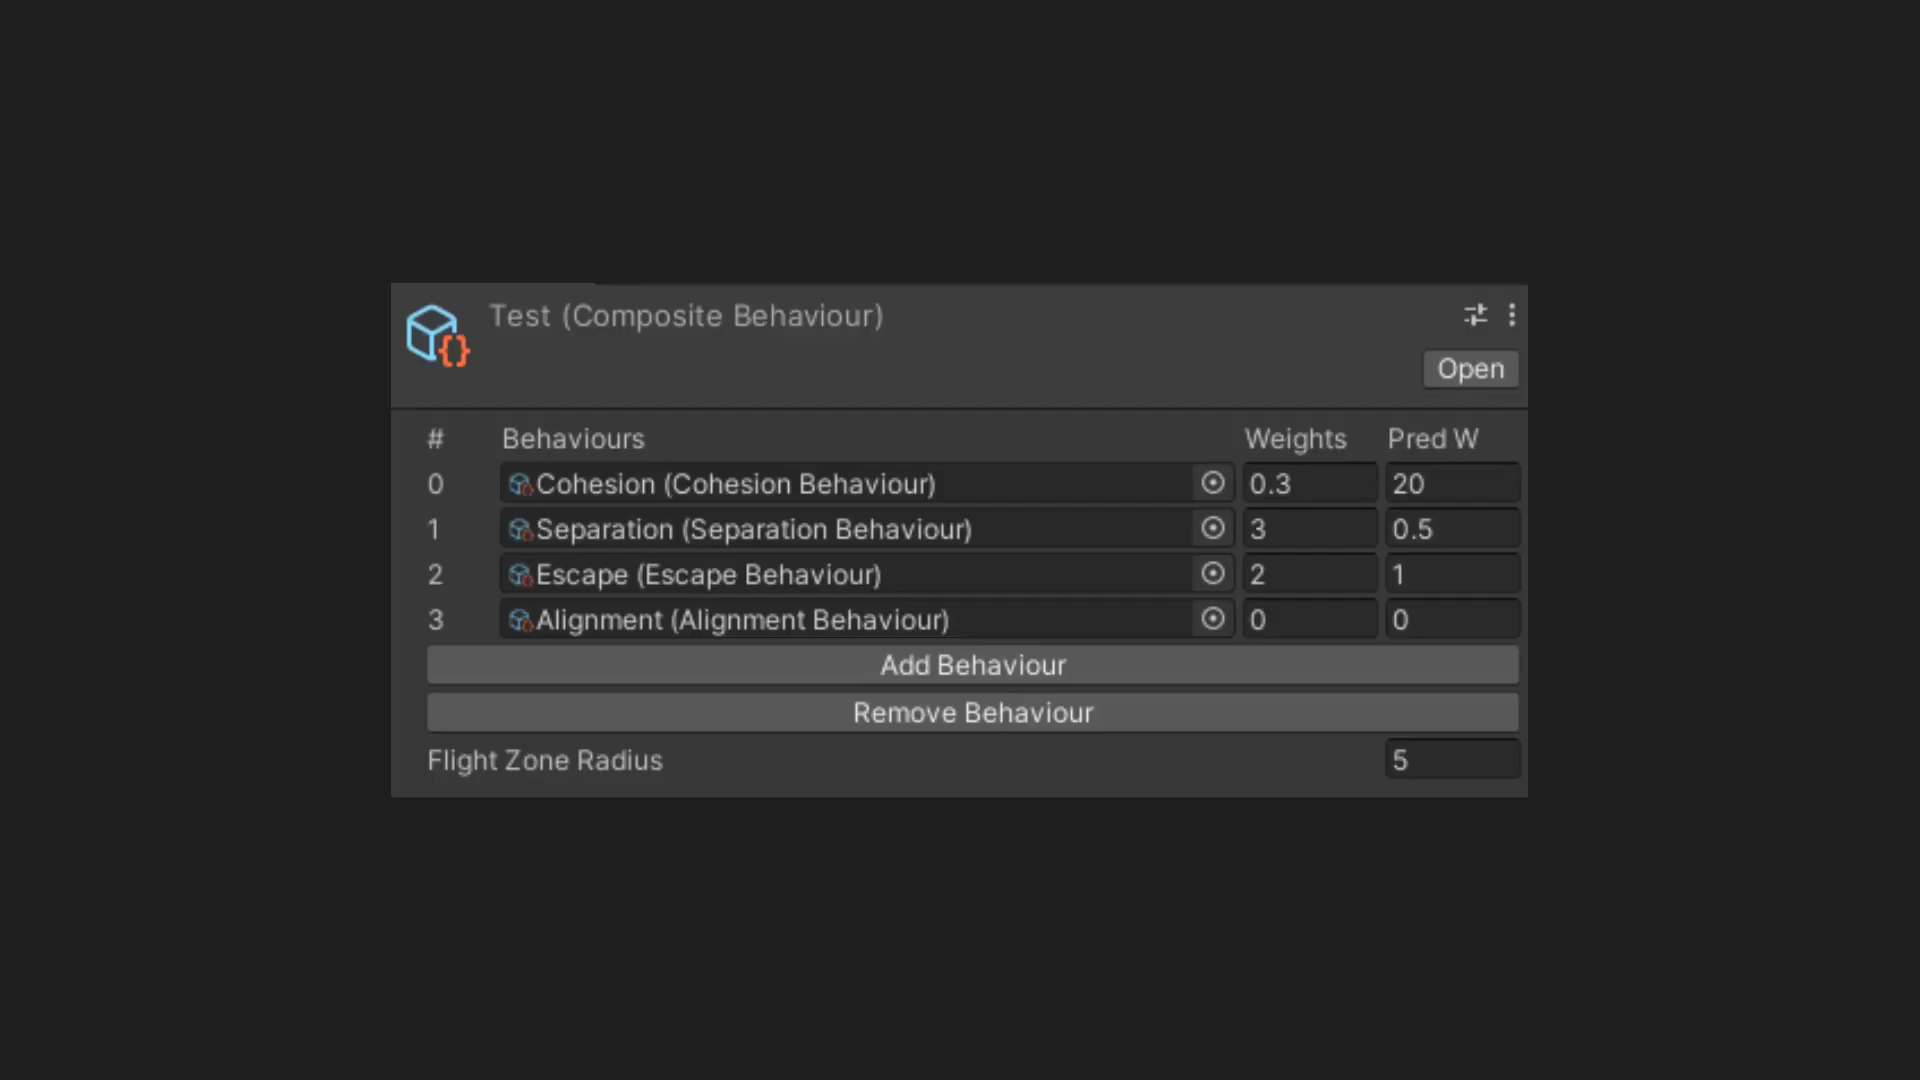 Test (Composite Behaviour)
Open
# Behaviours Weights Pred W
0 Cohesion (Cohesion Behaviour) 0.3 20
1 Separation (Separation Behaviour) 3 0.5
2 Escape (Escape Behaviour) 2 1
3 Alignment (Alignment Behaviour) 0 0
Add Behaviour
Remove Behaviour
Flight Zone Radius 5